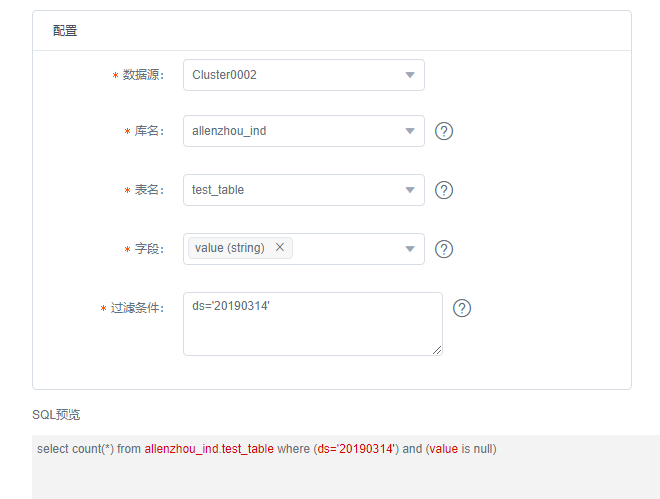 配置
* 数据源： Cluster0002
* 库名： allenzhou_ind ?
* 表名： test_table ?
* 字段： value (string) × ?
* 过滤条件： ds='20190314' ?
SQL预览
select count(*) from allenzhou_ind.test_table where (ds='20190314') and (value is null)